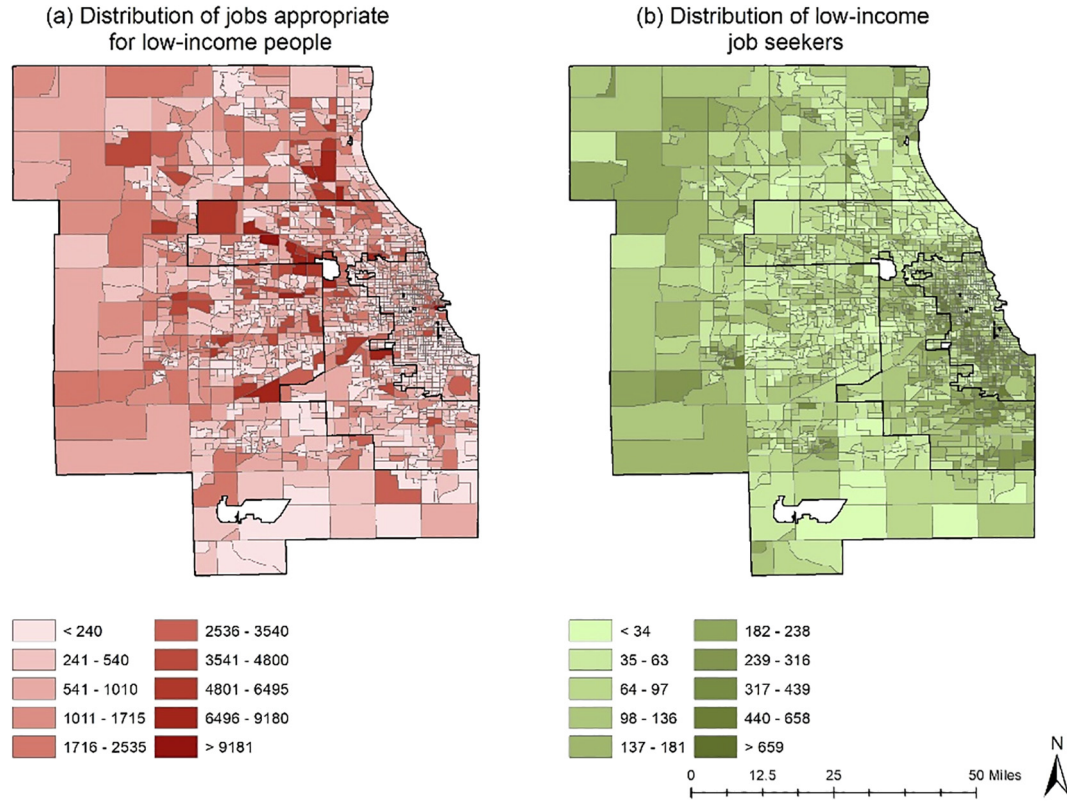 (a) Distribution of jobs appropriate
for low-income people
(b) Distribution of low-income
job seekers
< 240
241 - 540
541 - 1010
1011 - 1715
1716 - 2535
2536 - 3540
3541 - 4800
4801 - 6495
6496 - 9180
> 9181
< 34
35 - 63
64 - 97
98 - 136
137 - 181
182 - 238
239 - 316
317 - 439
440 - 658
> 659
0 12.5 25 50 Miles
N